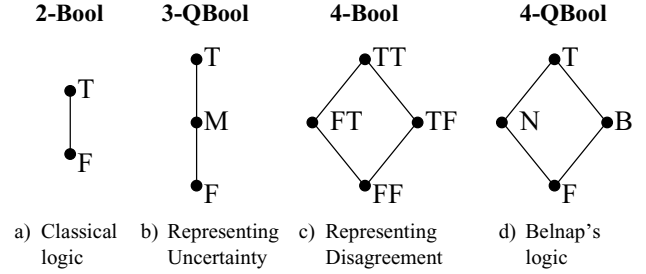 2-Bool 3-QBool 4-Bool 4-QBool
T T TT T
M FT TF N B
F F FF F
a) Classical b) Representing c) Representing d) Belnap's
logic Uncertainty Disagreement logic